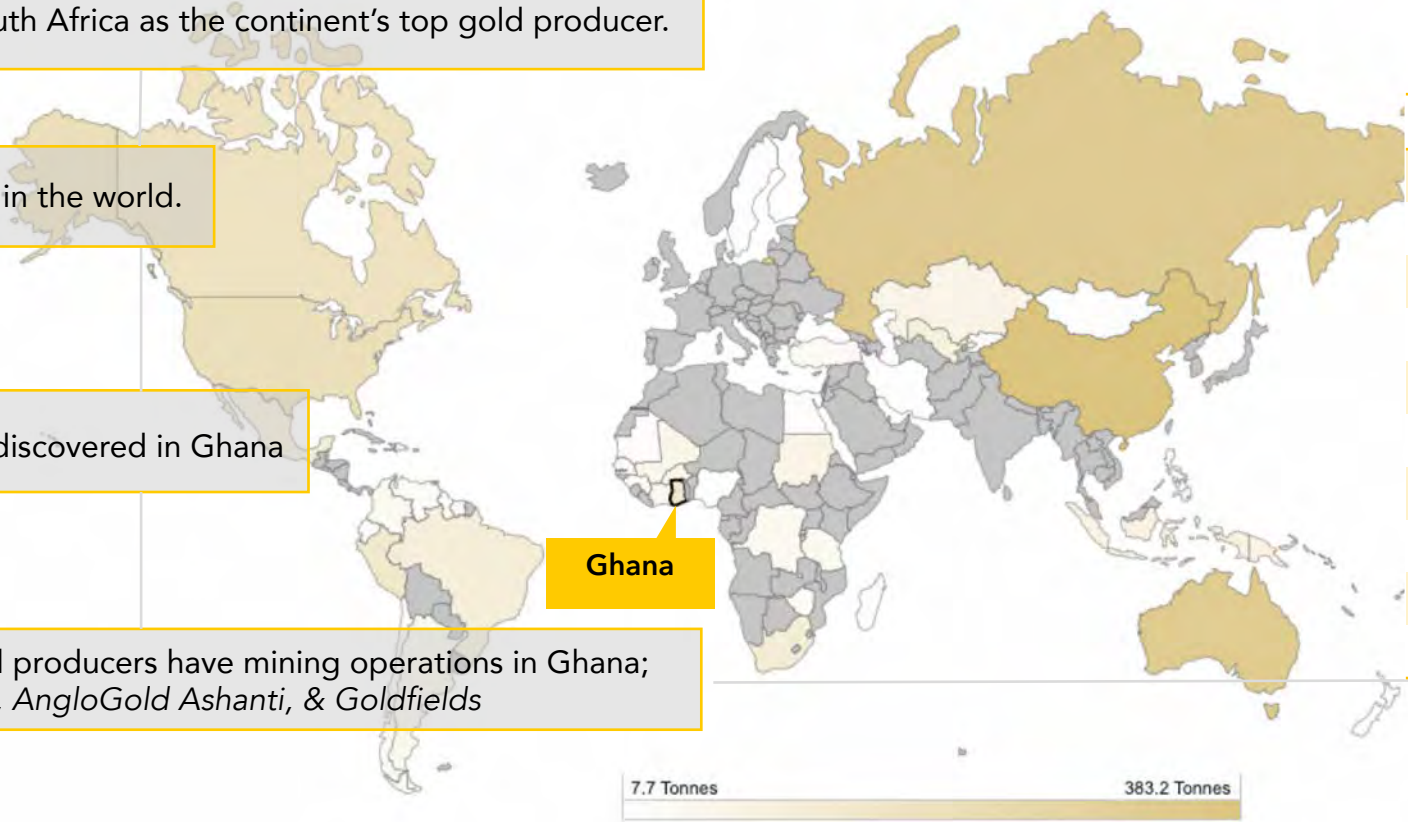 uth Africa as the continent's top gold producer.
in the world.
discovered in Ghana
Ghana
producers have mining operations in Ghana;
AngloGold Ashanti, & Goldfields
7.7 Tonnes
383.2 Tonnes